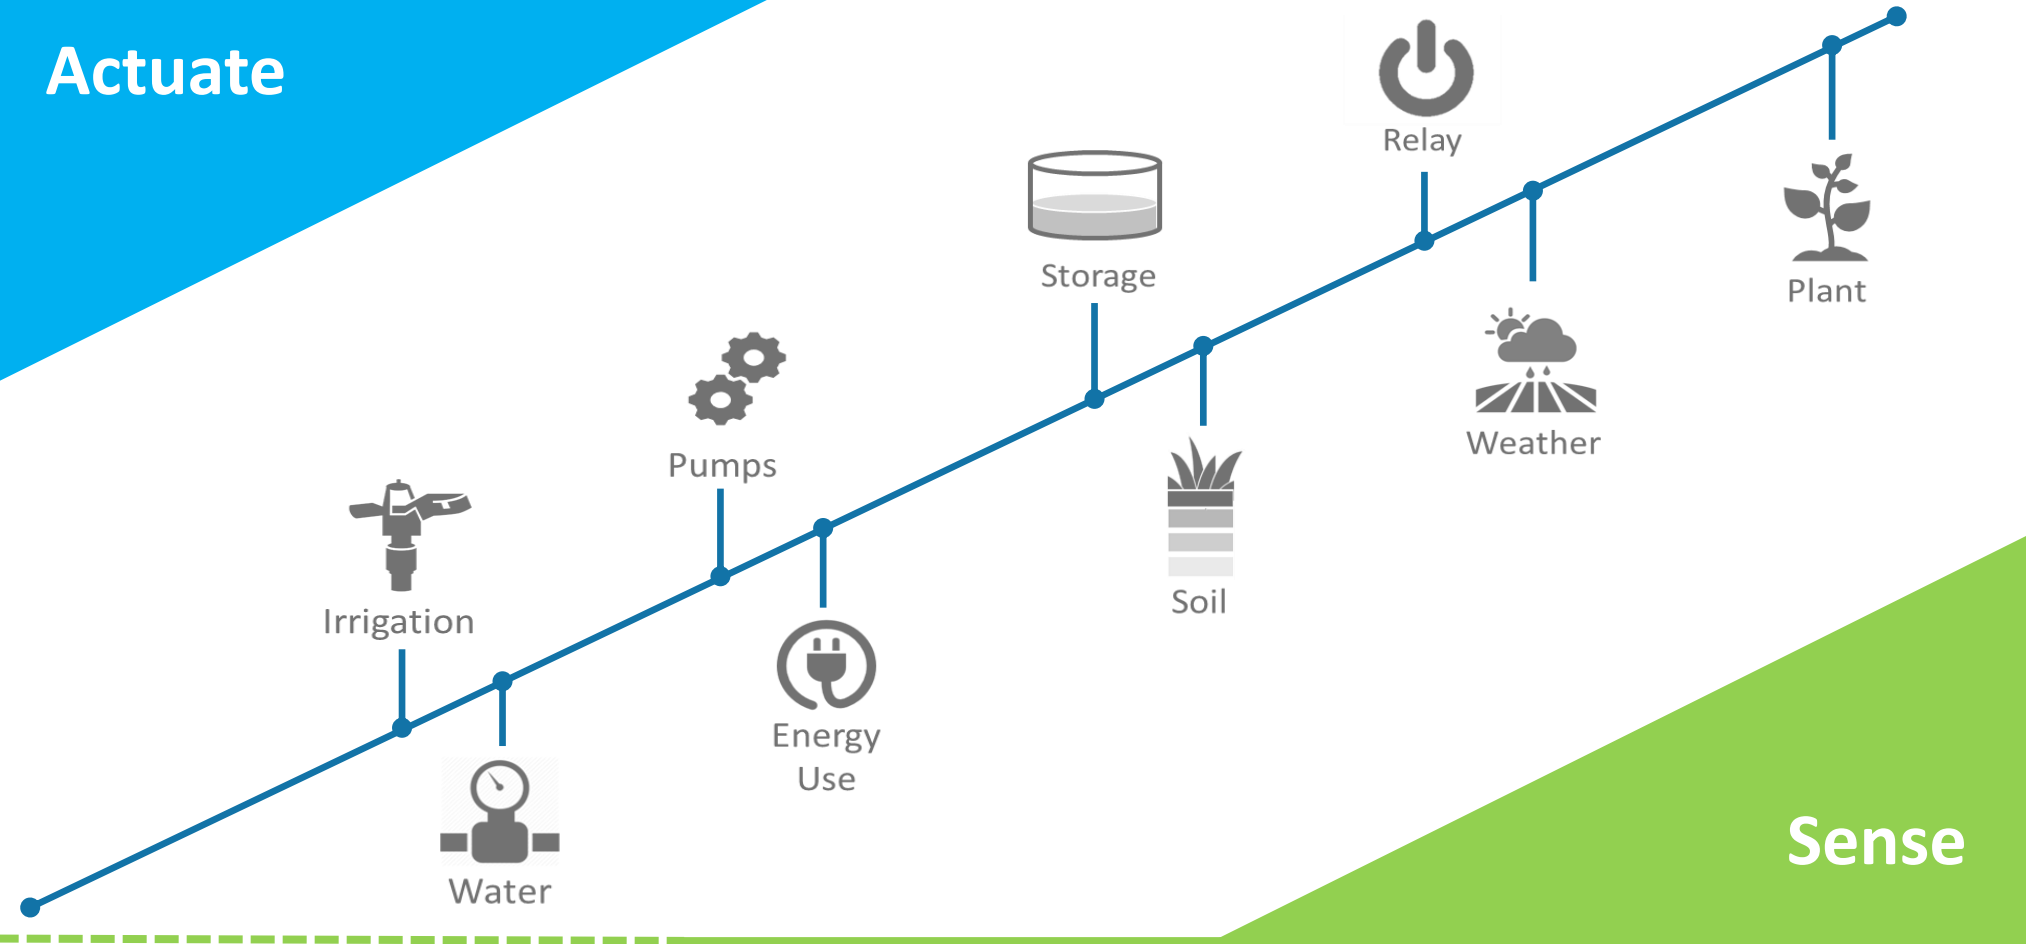 Actuate
Relay
Storage
Plant
Weather
Pumps
Soil
Irrigation
Energy
Use
Sense
Water